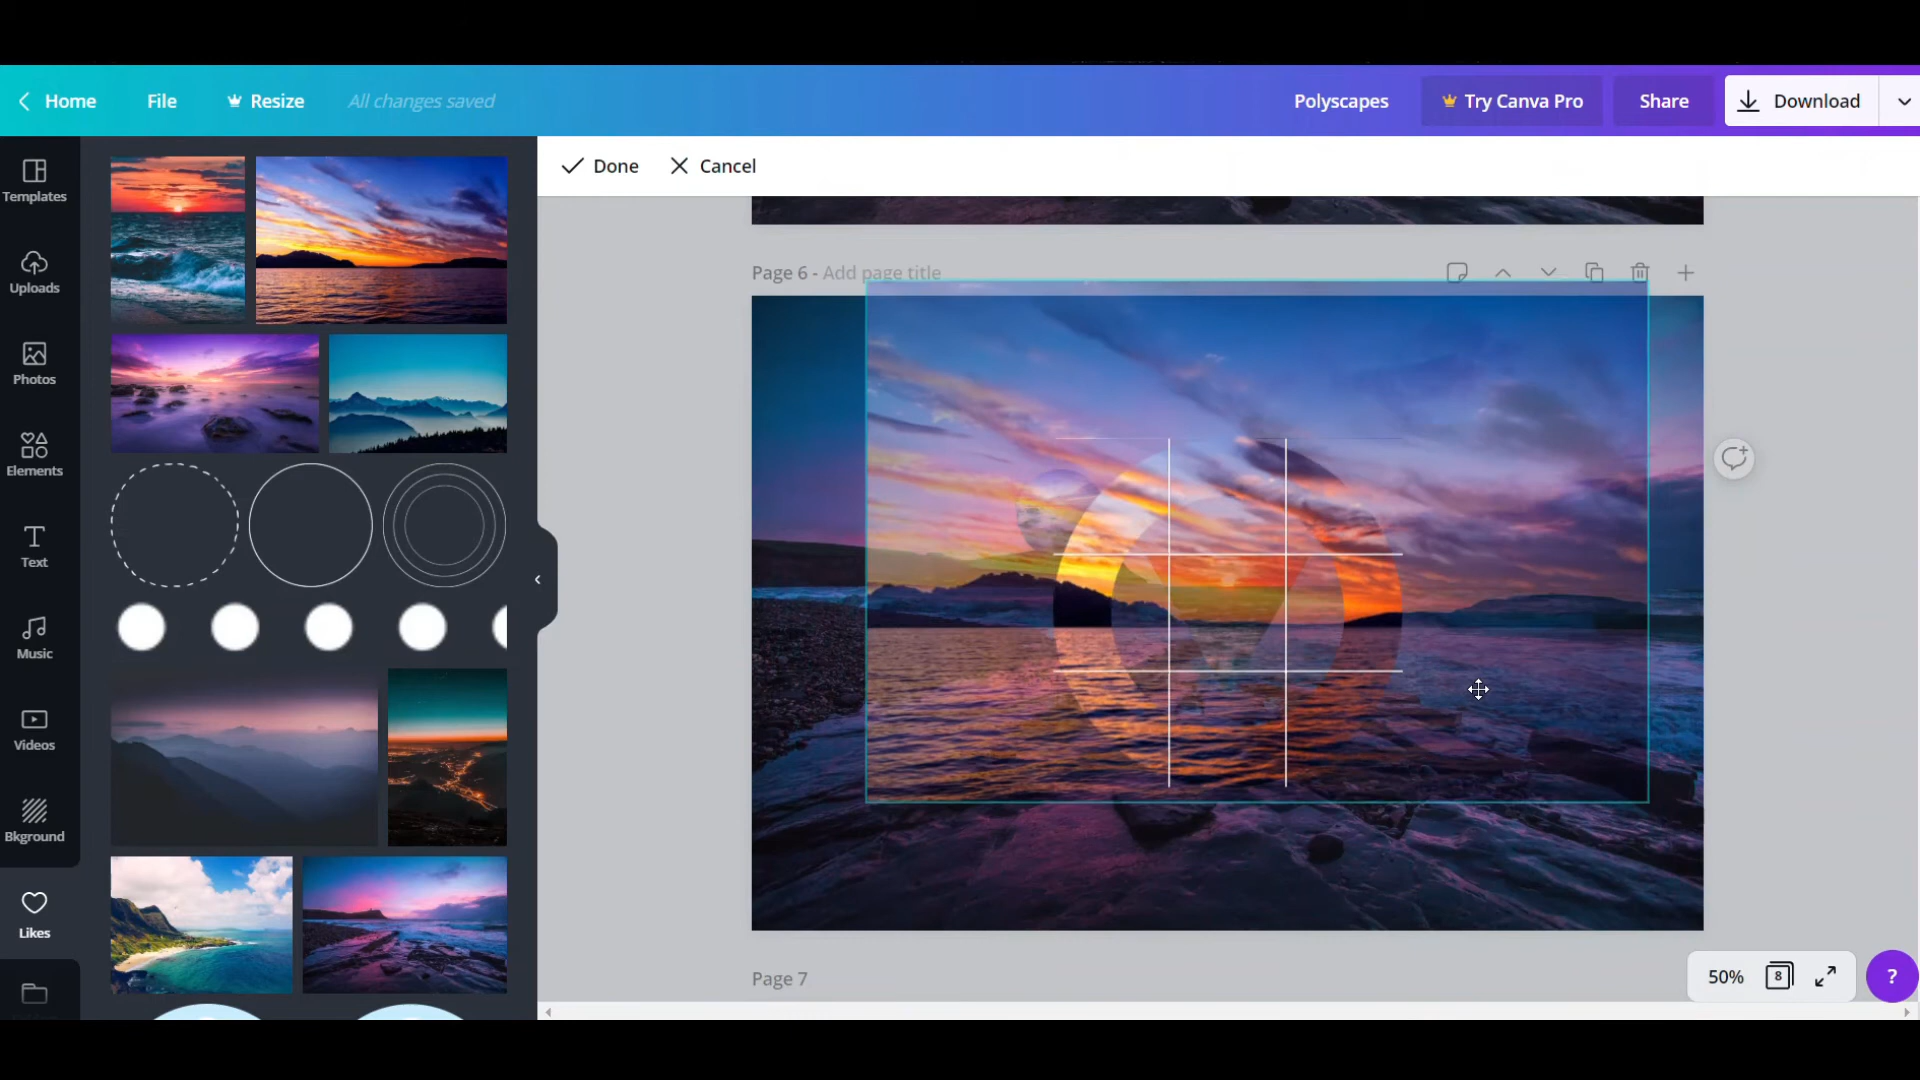 Home File Resize All changes saved Polyscapes Try Canva Pro Share Download
Done Cancel
Templates
Uploads
Photos
Elements
Text
Music
Videos
Bkground
Likes
Page 6 - Add page title
Page 7
50% 8 ?